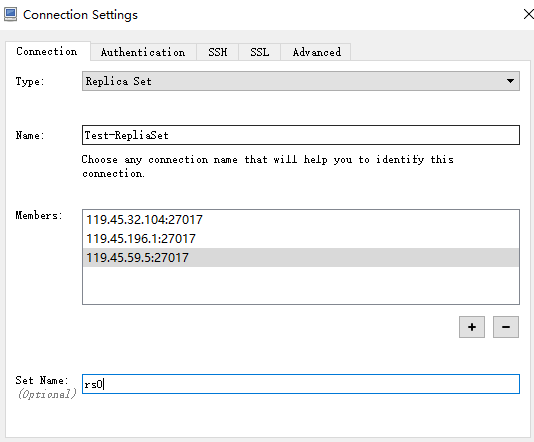 Connection Settings
Connection Authentication SSH SSL Advanced
Type: Replica Set
Name: Test-RepliaSet
Choose any connection name that will help you to identify this
connection.
Members: 119.45.32.104:27017
119.45.196.1:27017
119.45.59.5:27017
+ −
Set Name: rs0
(Optional)